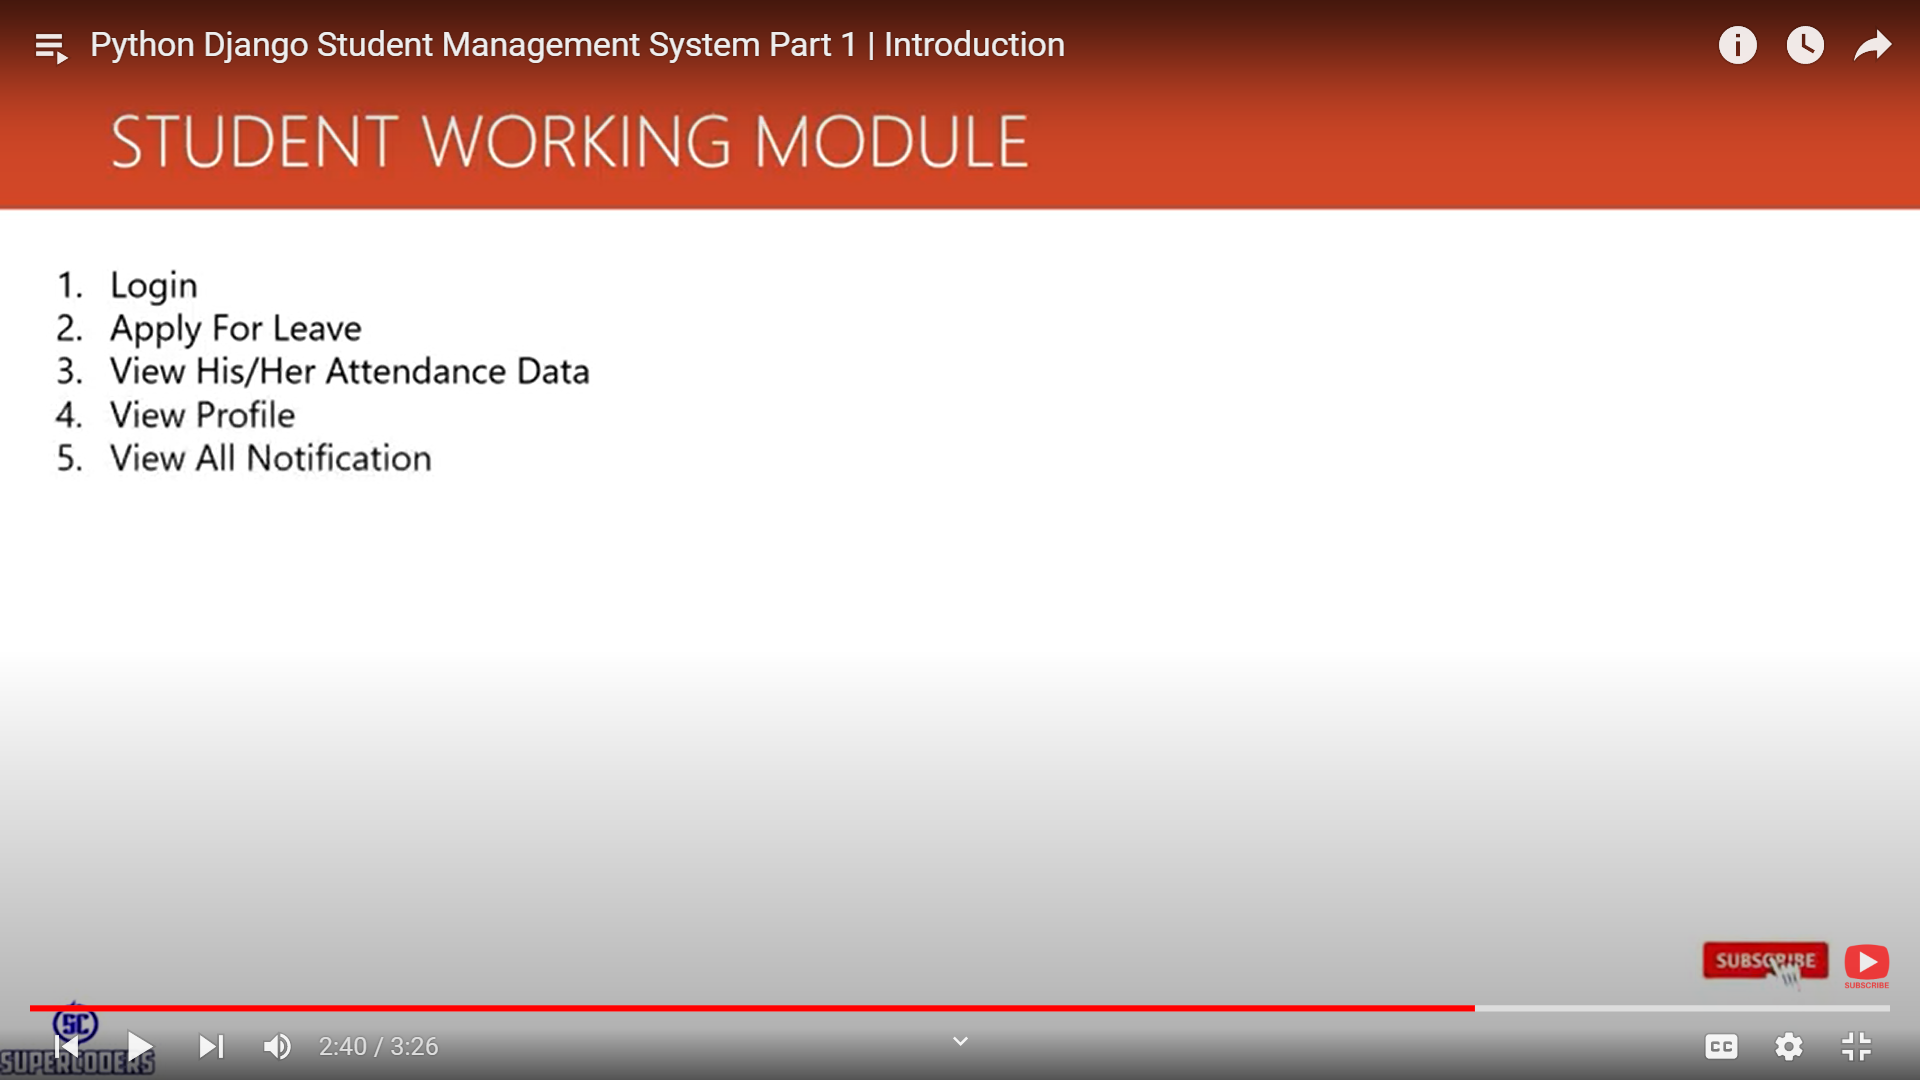 Python Django Student Management System Part 1 | Introduction
STUDENT WORKING MODULE
1. Login
2. Apply For Leave
3. View His/Her Attendance Data
4. View Profile
5. View All Notification
SUBSCRIBE
SUBSCRIBE
SC
SUPERCODERS
2:40 / 3:26
CC